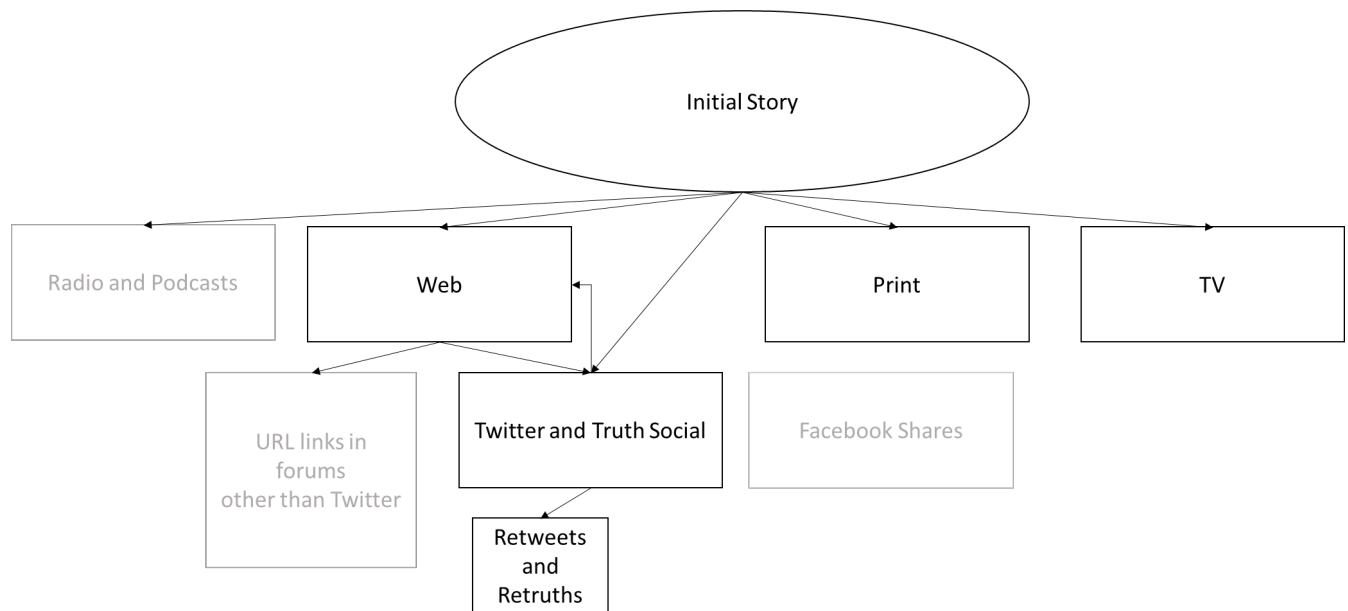 Initial Story
Radio and Podcasts
Web
Print
TV
URL links in
forums
other than Twitter
Twitter and Truth Social
Facebook Shares
Retweets
and
Retruths